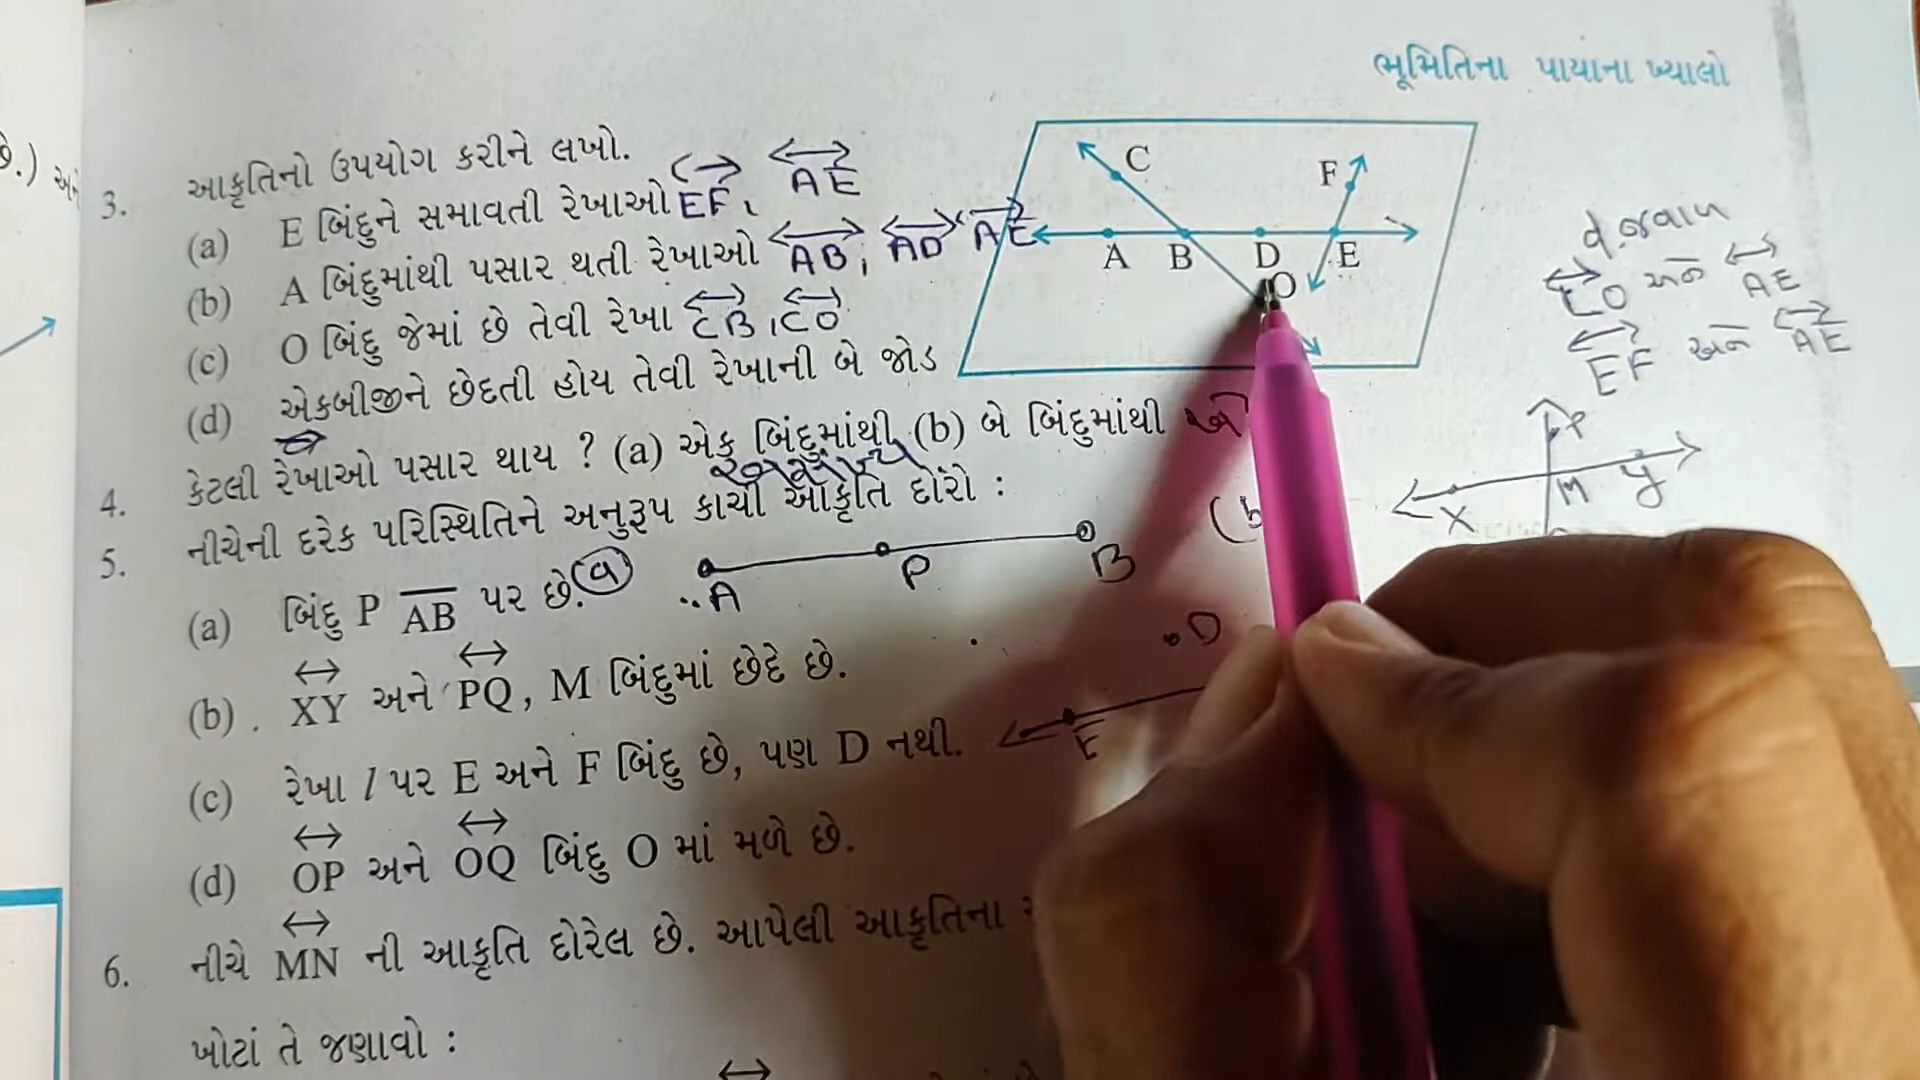 ભૂમિતિના પાયાના ખ્યાલો
3. આકૃતિનો ઉપયોગ કરીને લખો.
(a) E બિંદુને સમાવતી રેખાઓ EF, AE
(b) A બિંદુમાંથી પસાર થતી રેખાઓ AB, AD AE
(c) O બિંદુ જેમાં છે તેવી રેખા CB, CO
(d) એકબીજીને છેદતી હોય તેવી રેખાની બે જોડ
C F
A B D E
O
d જવાબ
CO અને AE
EF અને AE
4. કેટલી રેખાઓ પસાર થાય ? (a) એક બિંદુમાંથી (b) બે બિંદુમાંથી
5. નીચેની દરેક પરિસ્થિતિને અનુરૂપ કાચી આકૃતિ દોરો :
(a) બિંદુ P AB પર છે. (a)
A P B
(b
X M y P
(b) XY અને PQ, M બિંદુમાં છેદે છે.
D
(c) રેખા l પર E અને F બિંદુ છે, પણ D નથી.
E
(d) OP અને OQ બિંદુ O માં મળે છે.
6. નીચે MN ની આકૃતિ દોરેલ છે. આપેલી આકૃતિના
ખોટાં તે જણાવો :